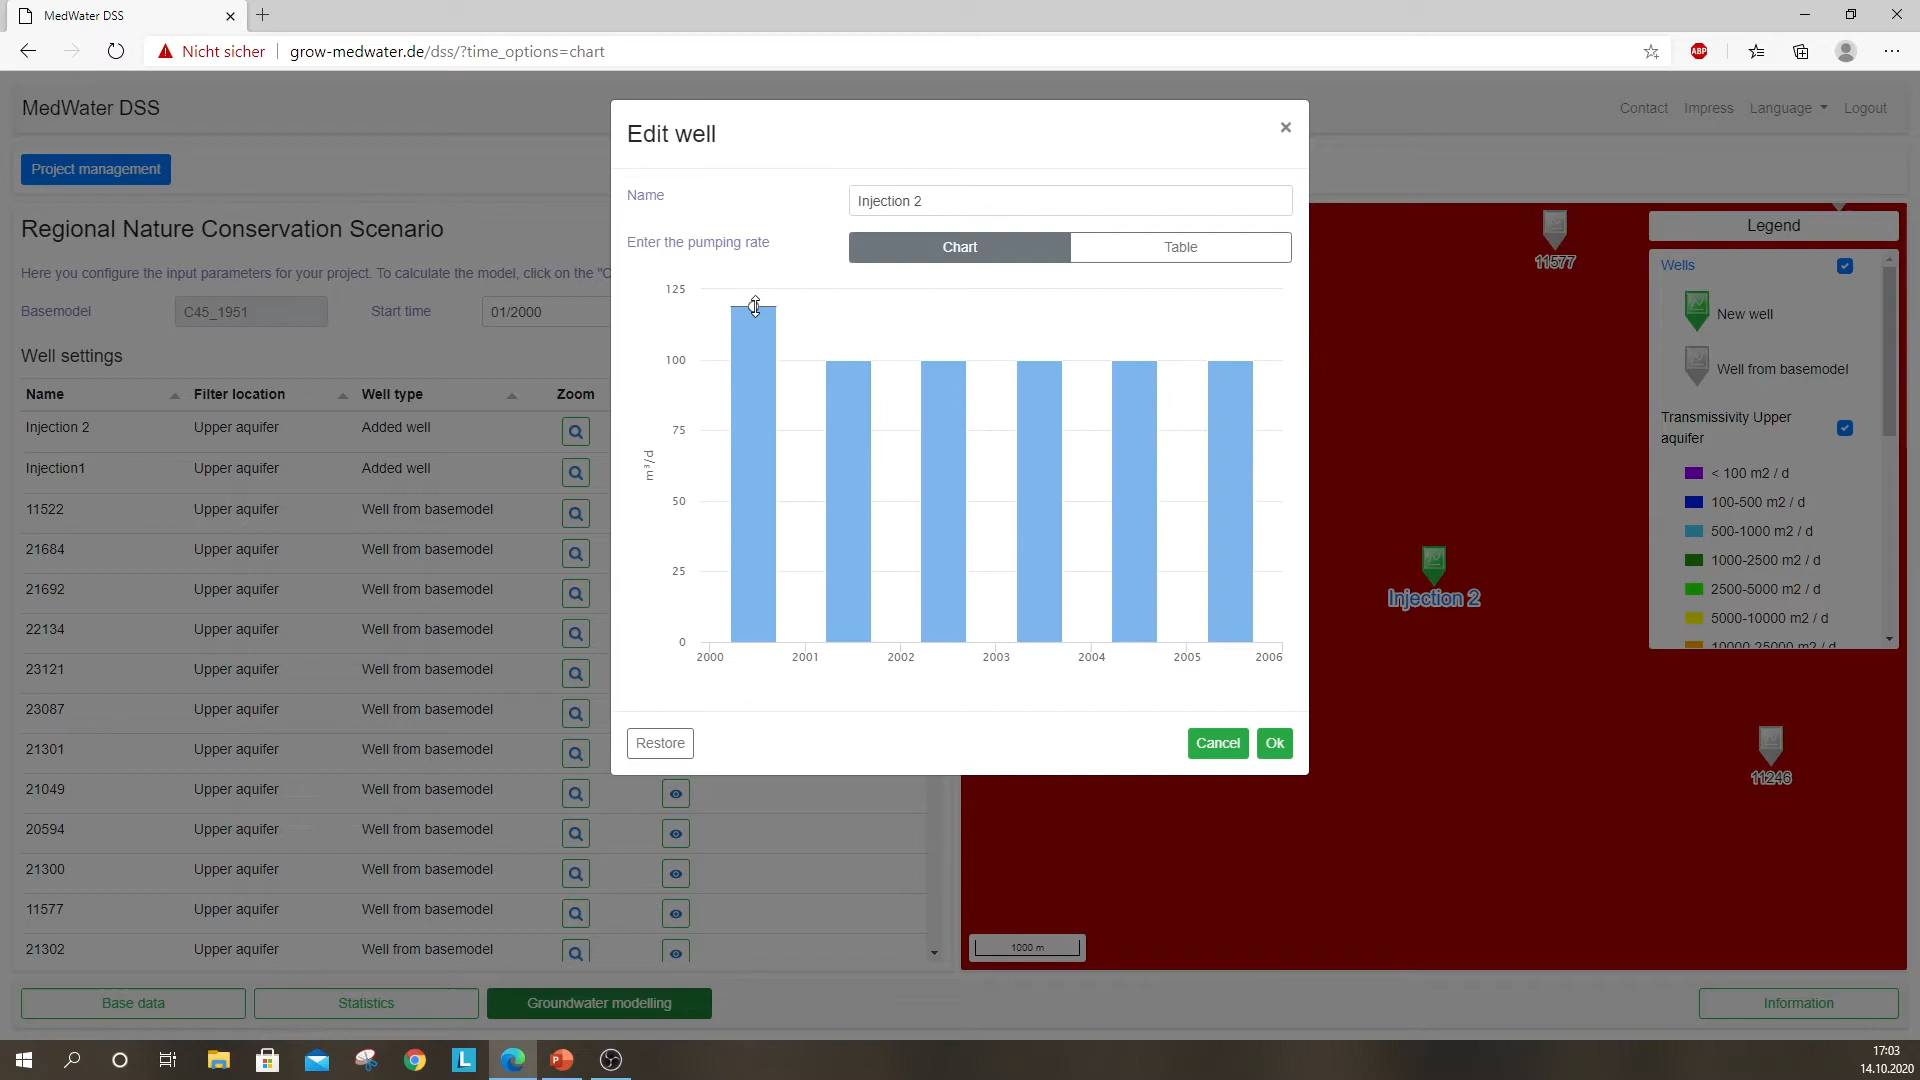 MedWater DSS
Nicht sicher
grow-medwater.de/dss/?time_options=chart
ABP
MedWater DSS
Contact
Impress
Language
Logout
Project management
Regional Nature Conservation Scenario
Here you configure the input parameters for your project. To calculate the model, click on the "C
Basemodel
C45_1951
Start time
01/2000
Well settings
Name Filter location Well type Zoom
Injection 2 Upper aquifer Added well
Injection1 Upper aquifer Added well
11522 Upper aquifer Well from basemodel
21684 Upper aquifer Well from basemodel
21692 Upper aquifer Well from basemodel
22134 Upper aquifer Well from basemodel
23121 Upper aquifer Well from basemodel
23087 Upper aquifer Well from basemodel
21301 Upper aquifer Well from basemodel
21049 Upper aquifer Well from basemodel
20594 Upper aquifer Well from basemodel
21300 Upper aquifer Well from basemodel
11577 Upper aquifer Well from basemodel
21302 Upper aquifer Well from basemodel
Edit well
Name
Injection 2
Enter the pumping rate
Chart
Table
125
100
75
50
25
0
m³/d
2000 2001 2002 2003 2004 2005 2006
Restore
Cancel
Ok
11577
Injection 2
11246
1000 m
Legend
Wells
New well
Well from basemodel
Transmissivity Upper
aquifer
< 100 m2 / d
100-500 m2 / d
500-1000 m2 / d
1000-2500 m2 / d
2500-5000 m2 / d
5000-10000 m2 / d
10000-25000 m2 / d
Base data
Statistics
Groundwater modelling
Information
L
P
17:03
14.10.2020